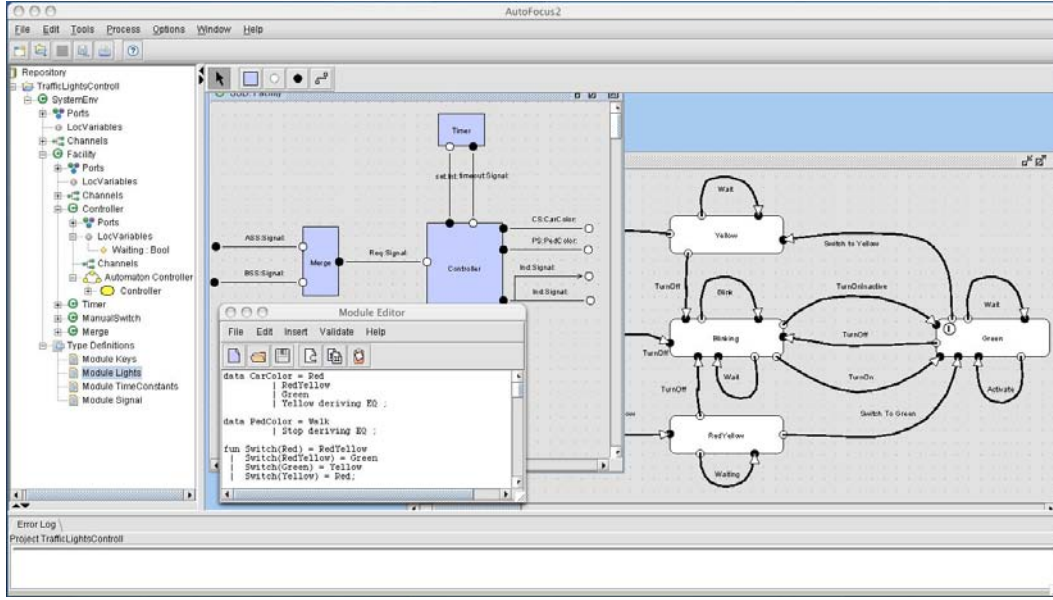 AutoFocus2
File Edit Tools Process Options Window Help
Repository
TrafficLightsControll
SystemEnv
Ports
LocVariables
Channels
Facility
Ports
LocVariables
Channels
Controller
Ports
LocVariables
Waiting : Bool
Channels
Automaton Controller
Controller
Timer
ManualSwitch
Merge
Type Definitions
Module Keys
Module Lights
Module TimeConstants
Module Signal
Timer
set:Int: timeout:Signal:
ASS:Signal:
BSS:Signal:
Merge
Req:Signal:
Controller
CS:CarColor:
PS:PedColor:
Ind:Signal:
Ind:Signal:
Module Editor
File Edit Insert Validate Help
data CarColor = Red
| RedYellow
| Green
| Yellow deriving EQ ;
data PedColor = Walk
| Stop deriving EQ ;
fun Switch(Red) = RedYellow
| Switch(RedYellow) = Green
| Switch(Green) = Yellow
| Switch(Yellow) = Red;
Wait
Yellow
Switch to Yellow
TurnOff
Blink
TurnOnInactive
Wait
I
Blinking
TurnOff
Green
TurnOff
Wait
TurnOn
Activate
TurnOff
Switch To Green
RedYellow
Waiting
Error Log
Project TrafficLightsControll